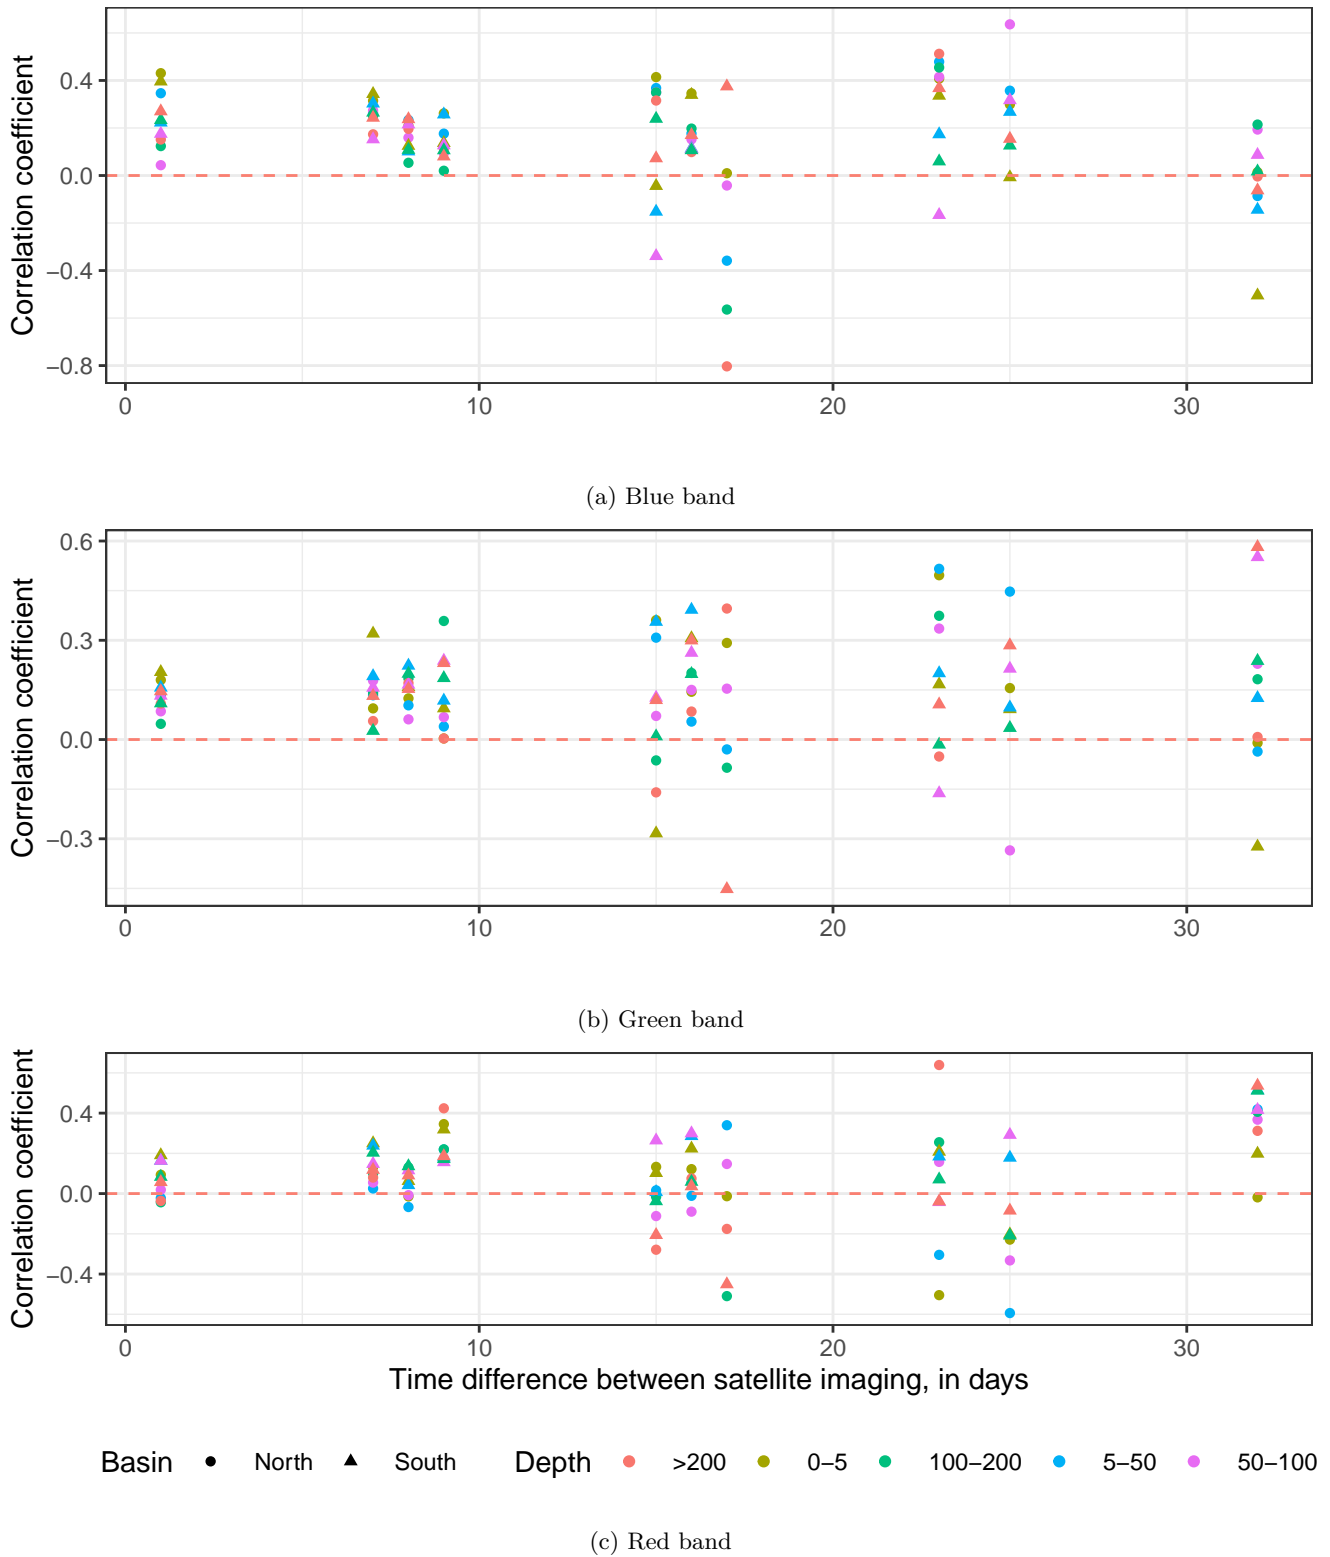 Correlation coefficient
0.4
0.0
−0.4
−0.8
0
10
20
30
(a) Blue band
Correlation coefficient
0.6
0.3
0.0
−0.3
0
10
20
30
(b) Green band
Correlation coefficient
0.4
0.0
−0.4
0
10
20
30
Time difference between satellite imaging, in days
Basin North South Depth >200 0−5 100−200 5−50 50−100
(c) Red band